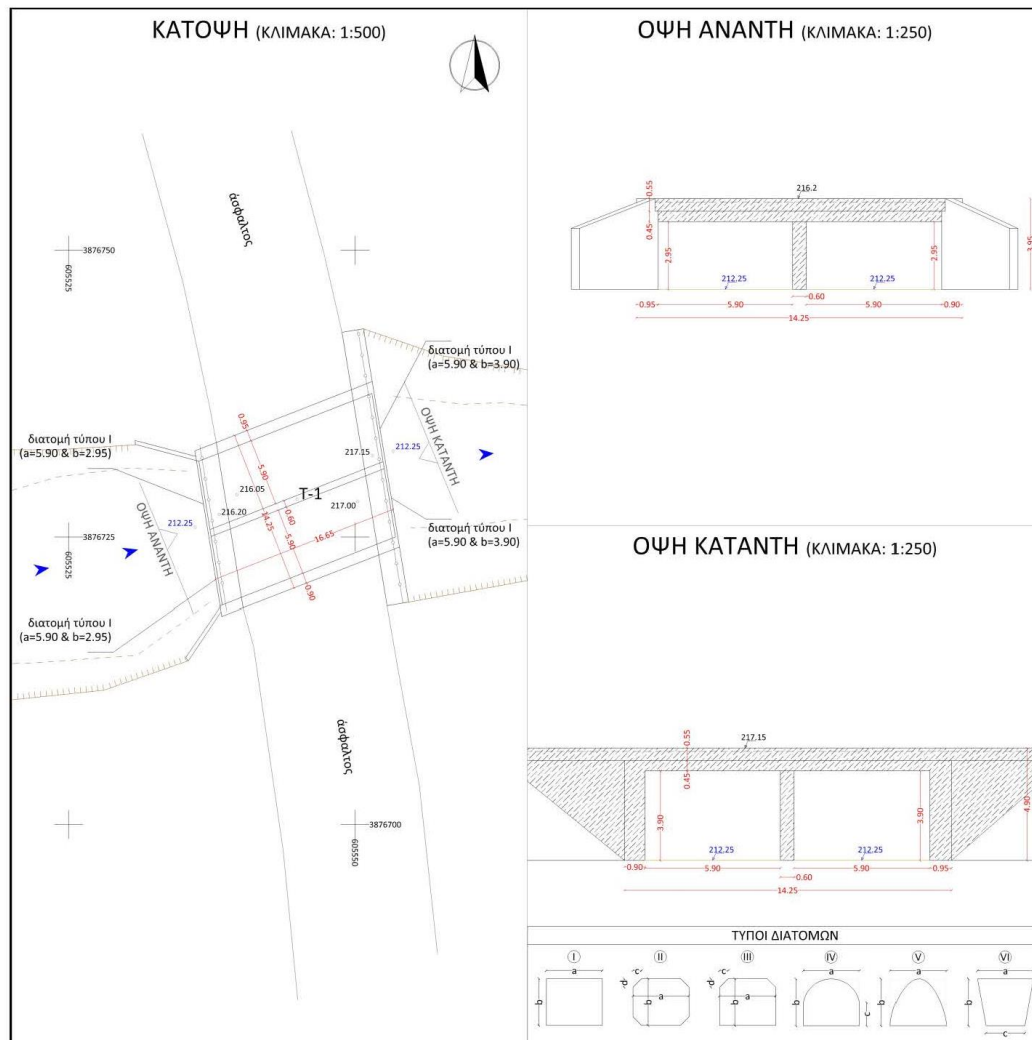 ΚΑΤΟΨΗ (ΚΛΙΜΑΚΑ: 1:500)
άσφαλτος
3876750
605525
διατομή τύπου Ι
(a=5.90 & b=3.90)
διατομή τύπου Ι
(a=5.90 & b=2.95)
ΟΨΗ ΚΑΤΑΝΤΗ
212.25
217.15
0.95
5.90
216.05
T-1
217.00
216.20
0.60
14.25
5.90
16.65
0.90
ΟΨΗ ΑΝΑΝΤΗ
212.25
3876725
605525
διατομή τύπου Ι
(a=5.90 & b=3.90)
διατομή τύπου Ι
(a=5.90 & b=2.95)
άσφαλτος
3876700
605550
ΟΨΗ ΑΝΑΝΤΗ (ΚΛΙΜΑΚΑ: 1:250)
216.2
0.55
0.45
2.95
2.95
3.95
212.25
212.25
0.60
0.95
5.90
5.90
0.90
14.25
ΟΨΗ ΚΑΤΑΝΤΗ (ΚΛΙΜΑΚΑ: 1:250)
217.15
0.55
0.45
3.90
3.90
4.90
212.25
212.25
0.90
5.90
5.90
0.95
0.60
14.25
ΤΥΠΟΙ ΔΙΑΤΟΜΩΝ
I II III IV V VI
a
b
c
d
b
a
c
d
b
a
a
b
c
a
b
a
b
c